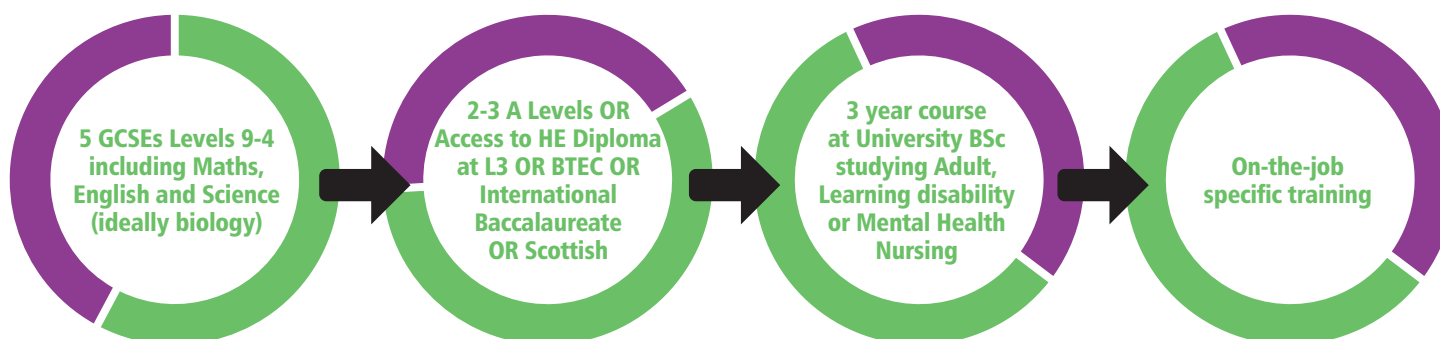 5 GCSEs Levels 9-4
including Maths,
English and Science
(ideally biology)
2-3 A Levels OR
Access to HE Diploma
at L3 OR BTEC OR
International
Baccalaureate
OR Scottish
3 year course
at University BSc
studying Adult,
Learning disability
or Mental Health
Nursing
On-the-job
specific training